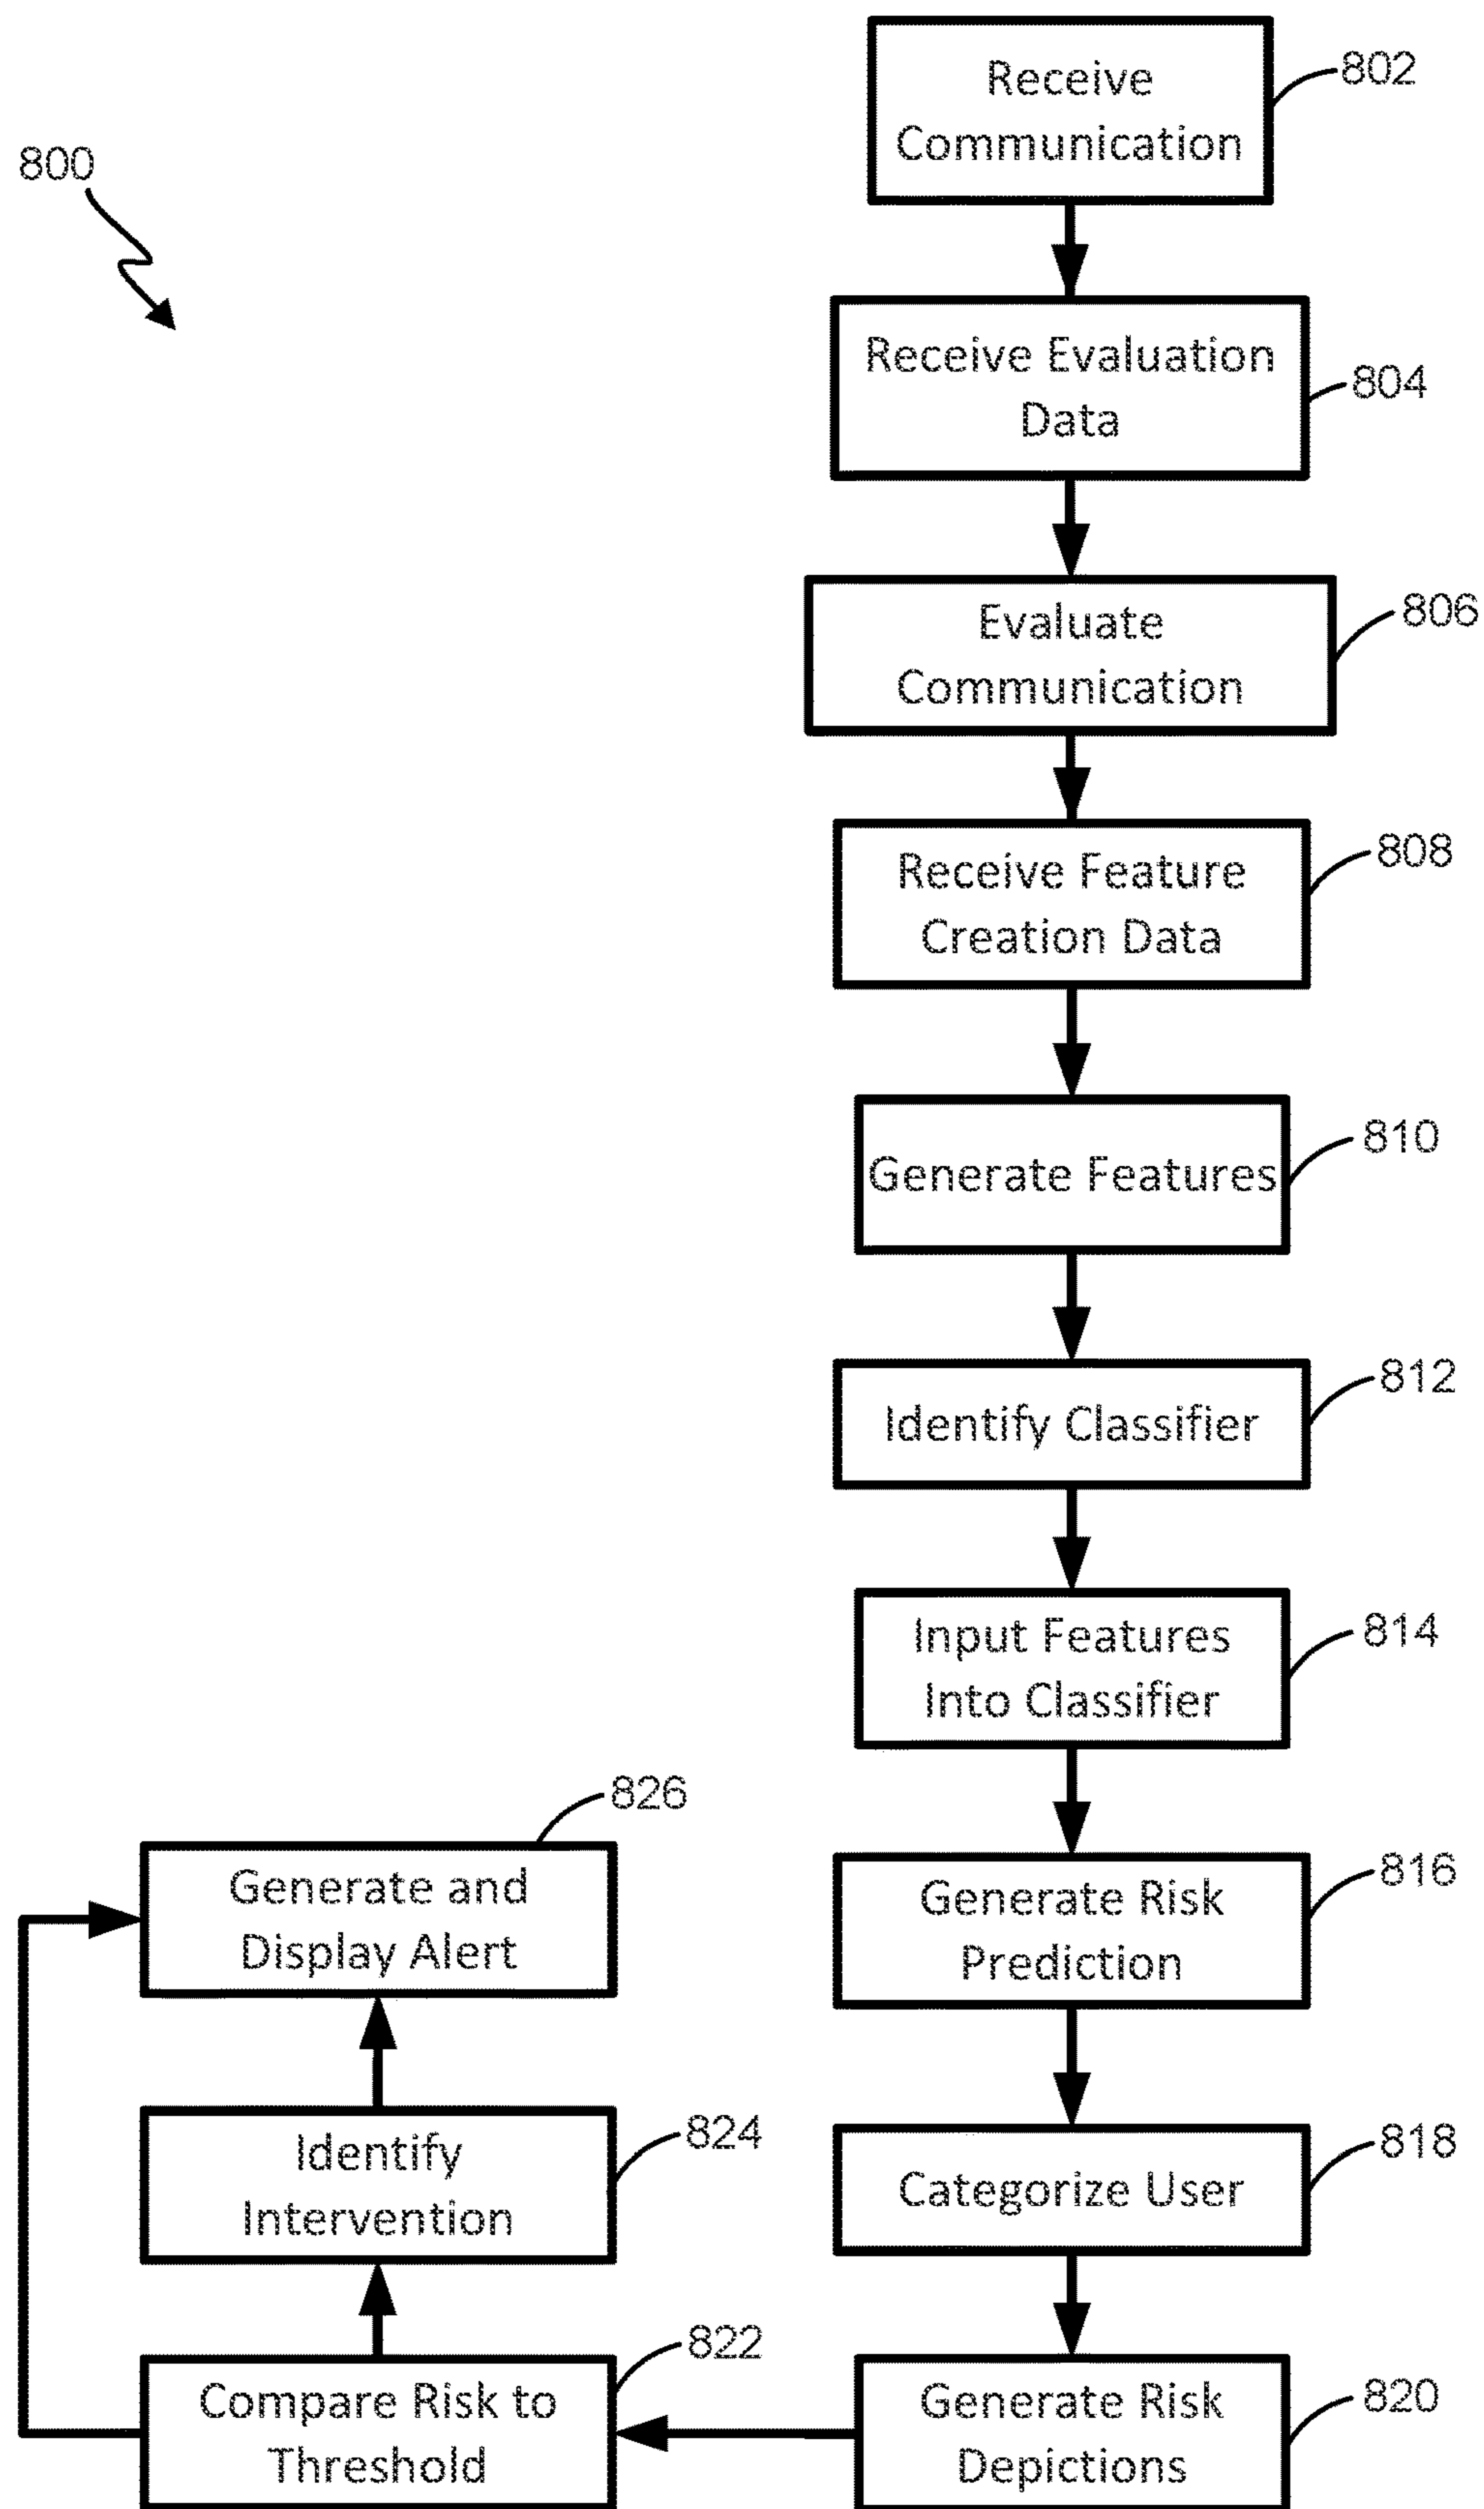 800
Receive
Communication
802
Receive Evaluation
Data
804
Evaluate
Communication
806
Receive Feature
Creation Data
808
Generate Features
810
Identify Classifier
812
Input Features
Into Classifier
814
Generate Risk
Prediction
816
Categorize User
818
Generate Risk
Depictions
820
Compare Risk to
Threshold
822
Identify
Intervention
824
Generate and
Display Alert
826